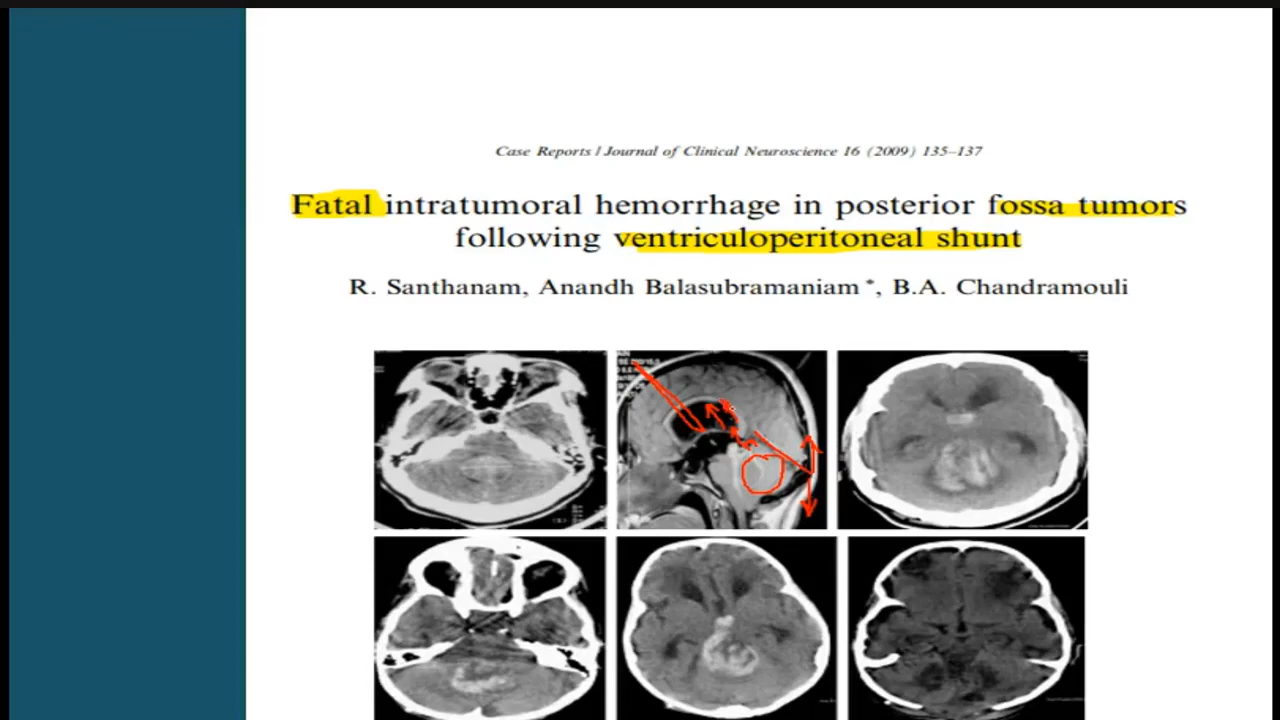 Case Reports / Journal of Clinical Neuroscience 16 (2009) 135–137
Fatal intratumoral hemorrhage in posterior fossa tumors
following ventriculoperitoneal shunt
R. Santhanam, Anandh Balasubramaniam *, B.A. Chandramouli